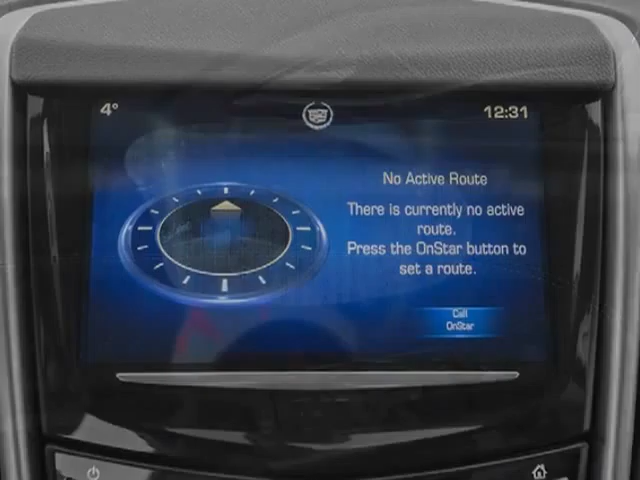 4° 12:31
No Active Route
There is currently no active
route.
Press the OnStar button to
set a route.
Call
OnStar